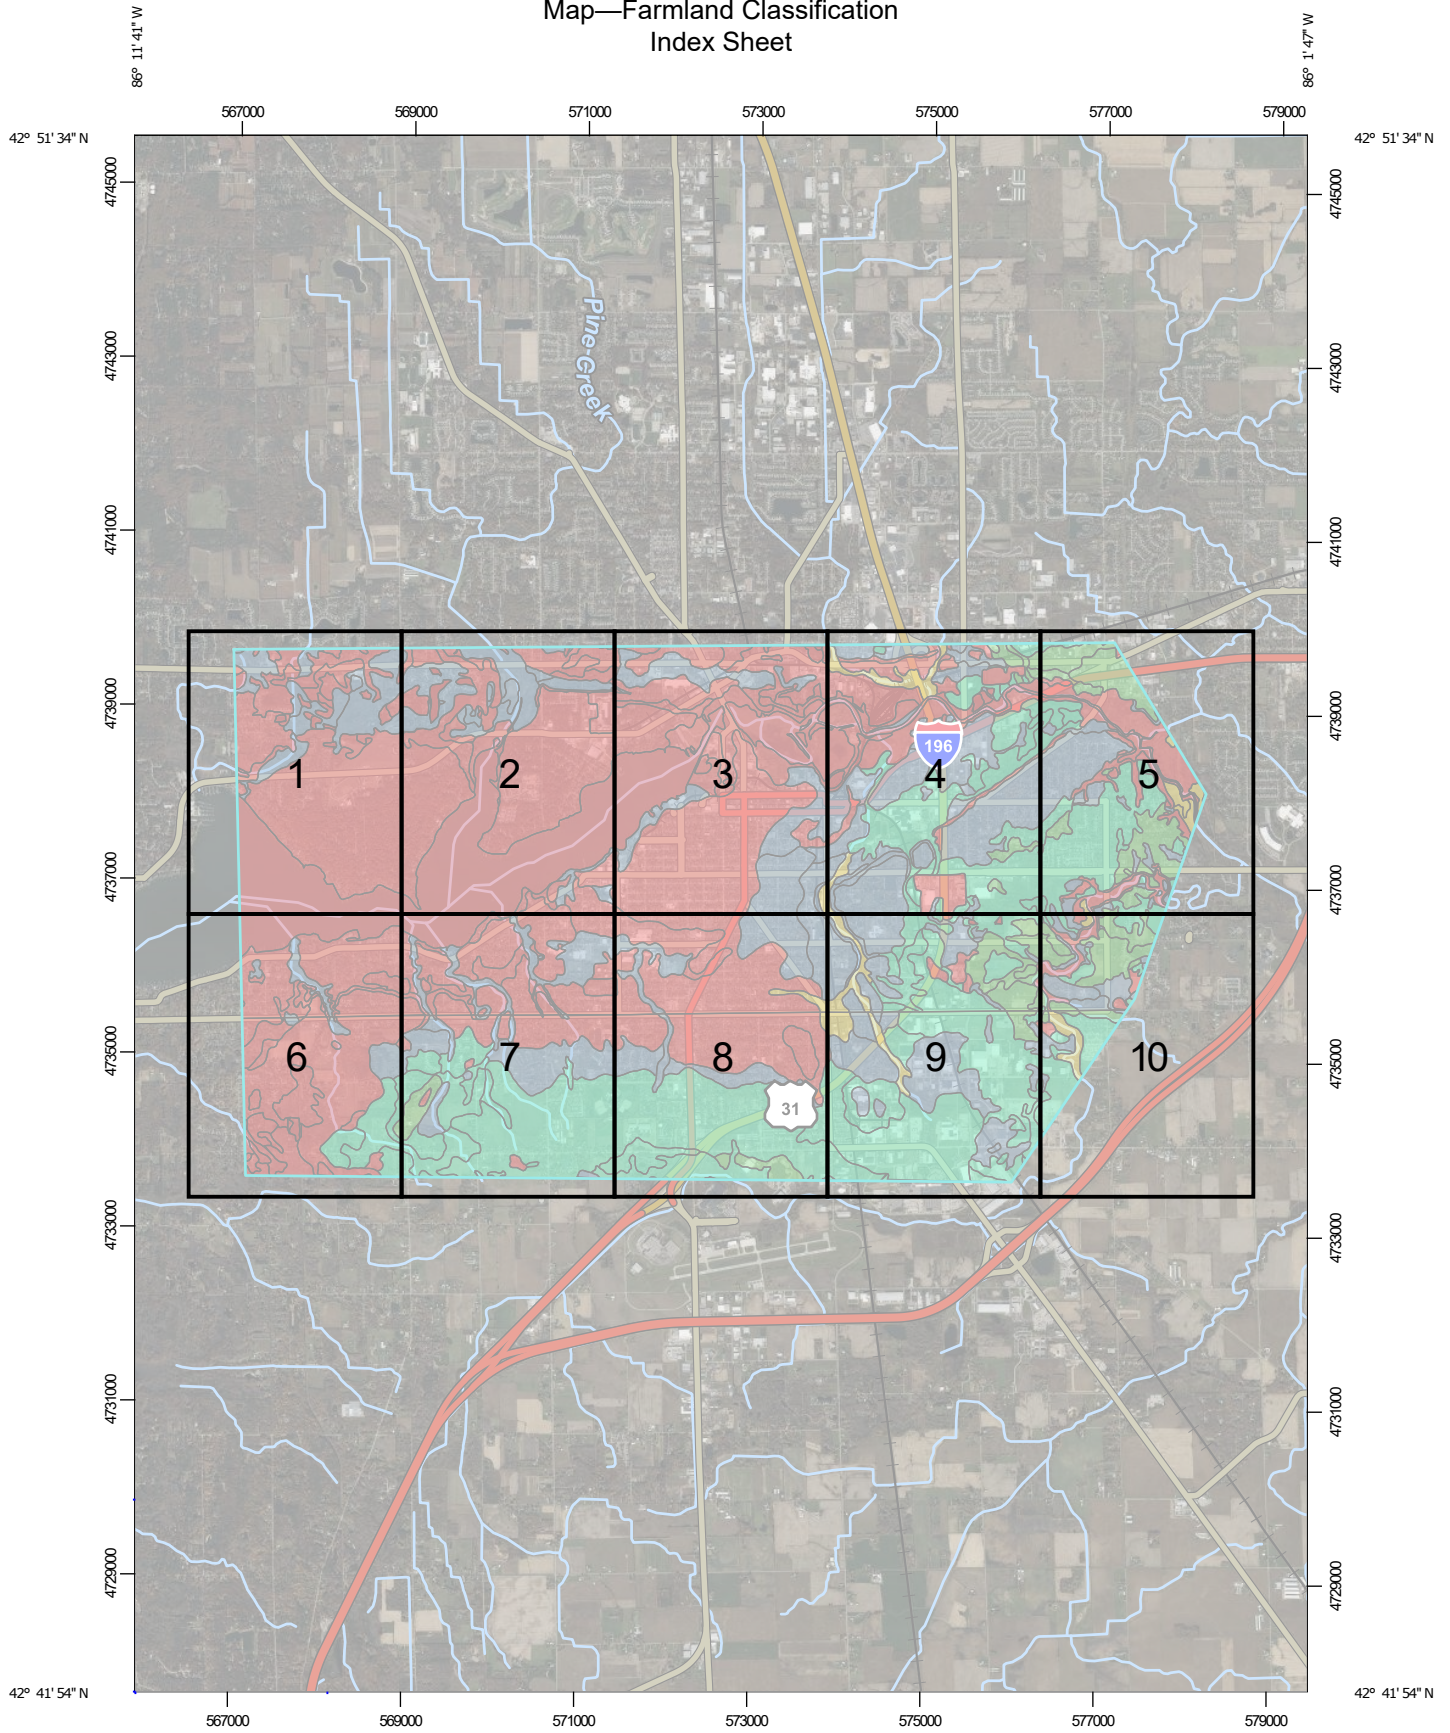 Map—Farmland Classification
Index Sheet
86° 11' 41" W
86° 1' 47" W
567000 569000 571000 573000 575000 577000 579000
42° 51' 34" N
42° 51' 34" N
4745000
4745000
Pine Creek
4743000
4743000
4741000
4741000
4739000
4739000
196
1 2 3 4 5
4737000
4737000
4735000
4735000
6 7 8 9 10
31
4733000
4733000
4731000
4731000
4729000
4729000
42° 41' 54" N
42° 41' 54" N
567000 569000 571000 573000 575000 577000 579000